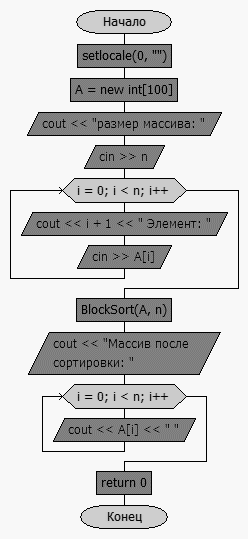 Начало
setlocale(0, "")
A = new int[100]
cout << "размер массива: "
cin >> n
i = 0; i < n; i++
cout << i + 1 << " Элемент: "
cin >> A[i]
BlockSort(A, n)
cout << "Массив после
сортировки: "
i = 0; i < n; i++
cout << A[i] << " "
return 0
Конец